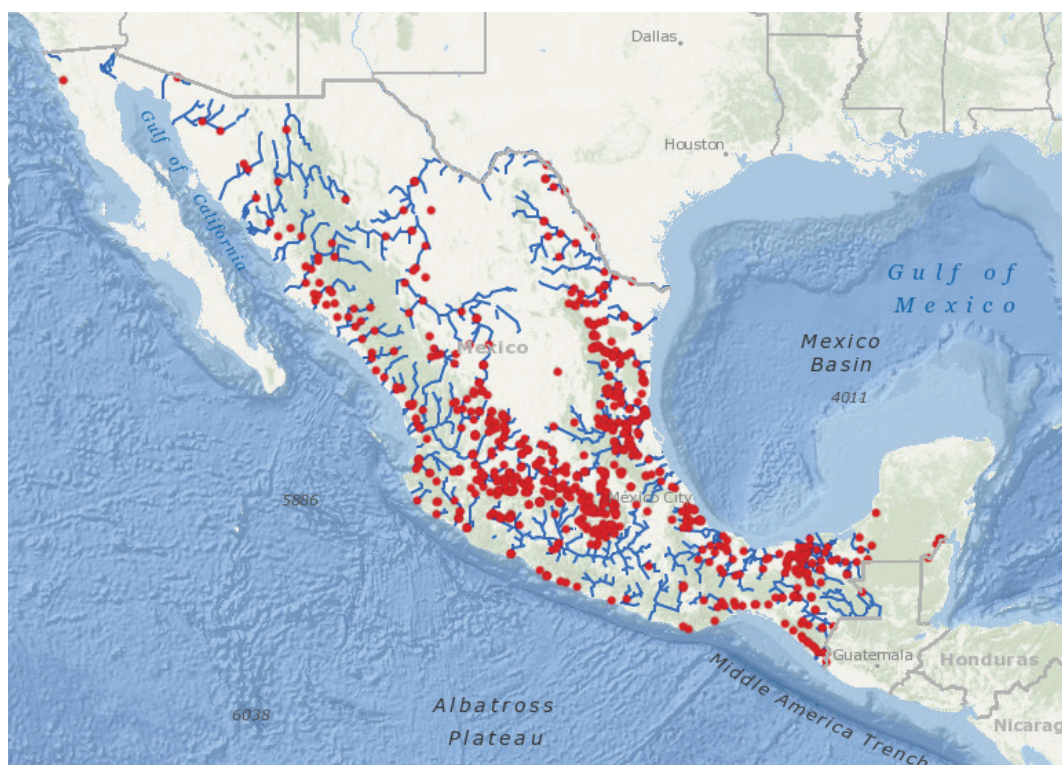 Dallas
Houston
Gulf of
California
Gulf of
Mexico
Mexico
Basin
4011
Mexico
5886
México City
Guatemala
Honduras
Middle America Trench
Albatross
Plateau
6038
Nicarag